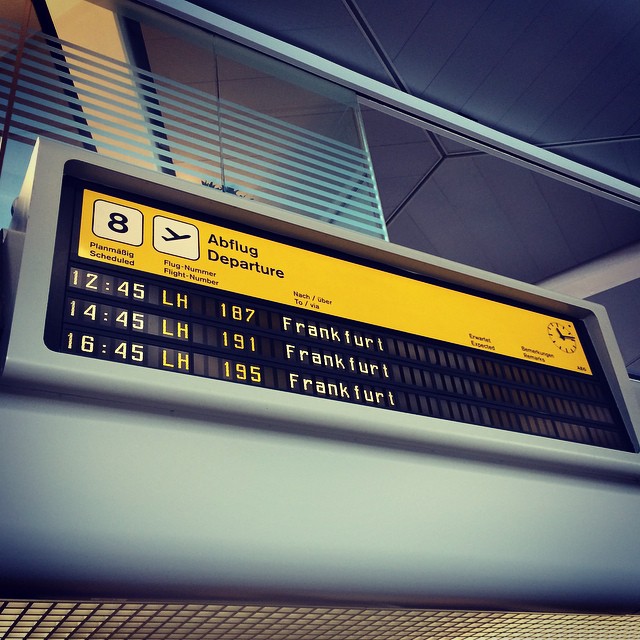 8 Abflug
Departure
Planmäßig
Scheduled
Flug-Nummer
Flight-Number
Nach / über
To / via
Erwartet
Expected
Bemerkungen
Remarks
12:45 LH 187 Frankfurt
14:45 LH 191 Frankfurt
16:45 LH 195 Frankfurt